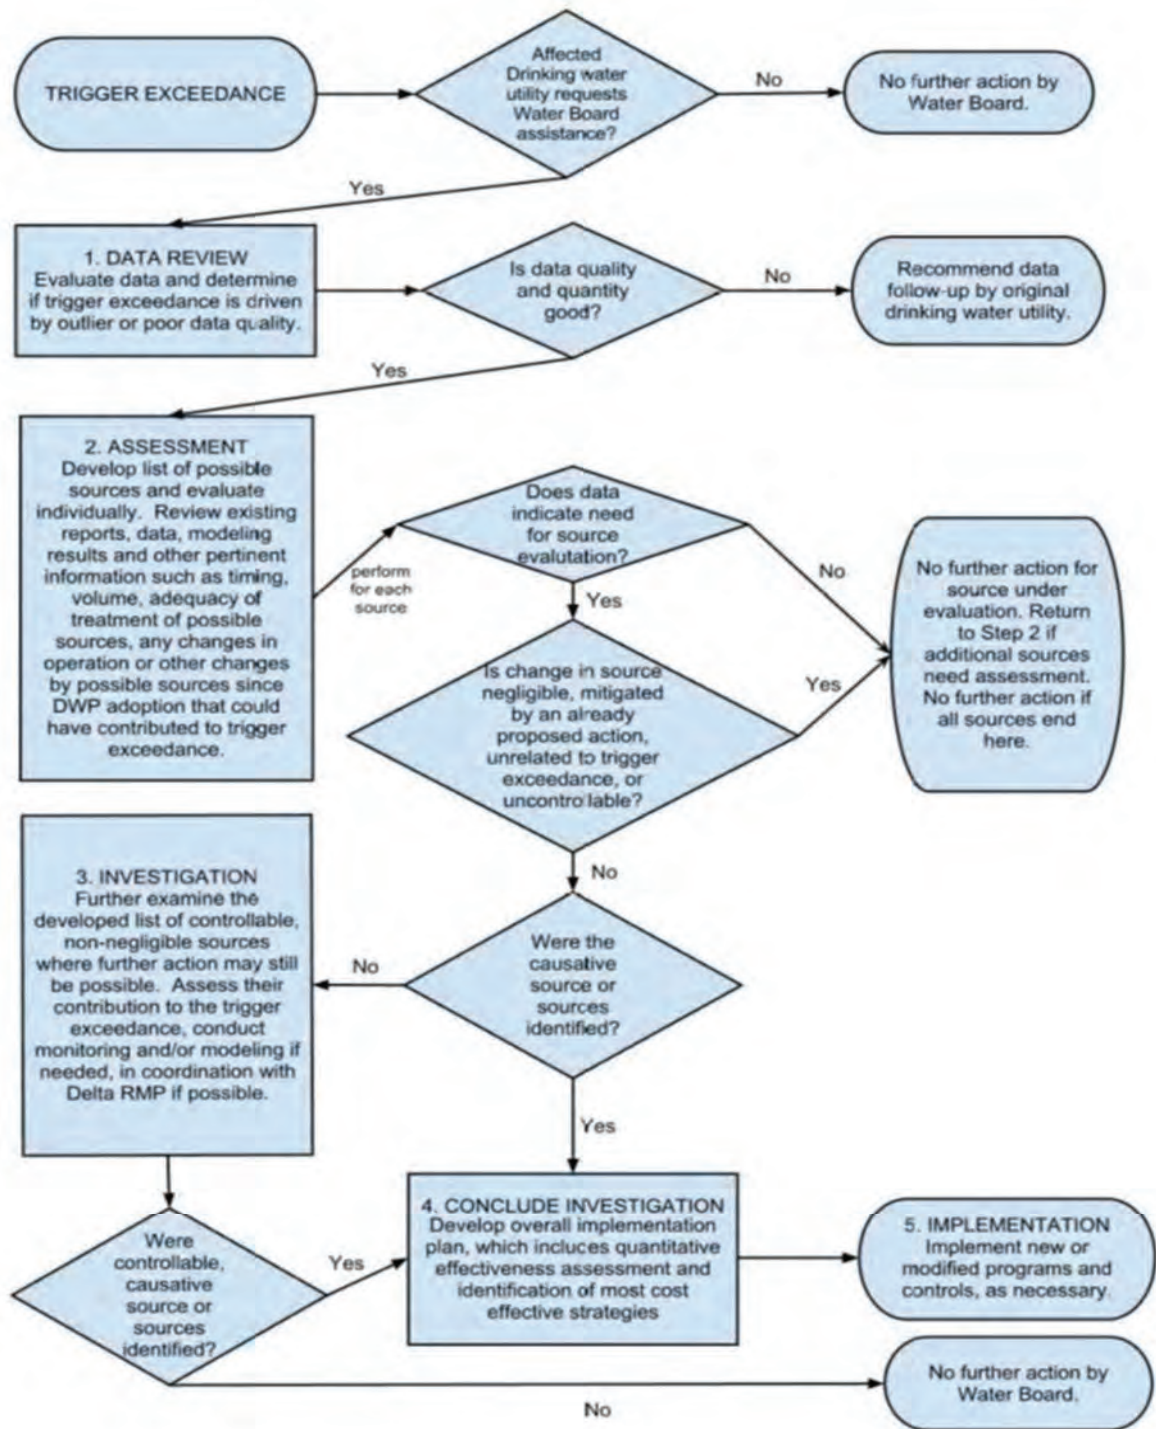 TRIGGER EXCEEDANCE
Affected
Drinking water
utility requests
Water Board
assistance?
No
No further action by
Water Board.
Yes
1. DATA REVIEW
Evaluate data and determine
if trigger exceedance is driven
by outlier or poor data quality.
Is data quality
and quantity
good?
No
Recommend data
follow-up by original
drinking water utility.
Yes
2. ASSESSMENT
Develop list of possible
sources and evaluate
individually. Review existing
reports, data, modeling
results and other pertinent
information such as timing,
volume, adequacy of
treatment of possible
sources, any changes in
operation or other changes
by possible sources since
DWP adoption that could
have contributed to trigger
exceedance.
perform
for each
source
Does data
indicate need
for source
evalutation?
No
Yes
No further action for
source under
evaluation. Return
to Step 2 if
additional sources
need assessment.
No further action if
all sources end
here.
Is change in source
negligible, mitigated
by an already
proposed action,
unrelated to trigger
exceedance, or
uncontrollable?
Yes
No
3. INVESTIGATION
Further examine the
developed list of controllable,
non-negligible sources
where further action may still
be possible. Assess their
contribution to the trigger
exceedance, conduct
monitoring and/or modeling if
needed, in coordination with
Delta RMP if possible.
No
Were the
causative
source or
sources
identified?
Yes
Were
controllable,
causative
source or
sources
identified?
Yes
4. CONCLUDE INVESTIGATION
Develop overall implementation
plan, which includes quantitative
effectiveness assessment and
identification of most cost
effective strategies
5. IMPLEMENTATION
Implement new or
modified programs and
controls, as necessary.
No
No further action by
Water Board.